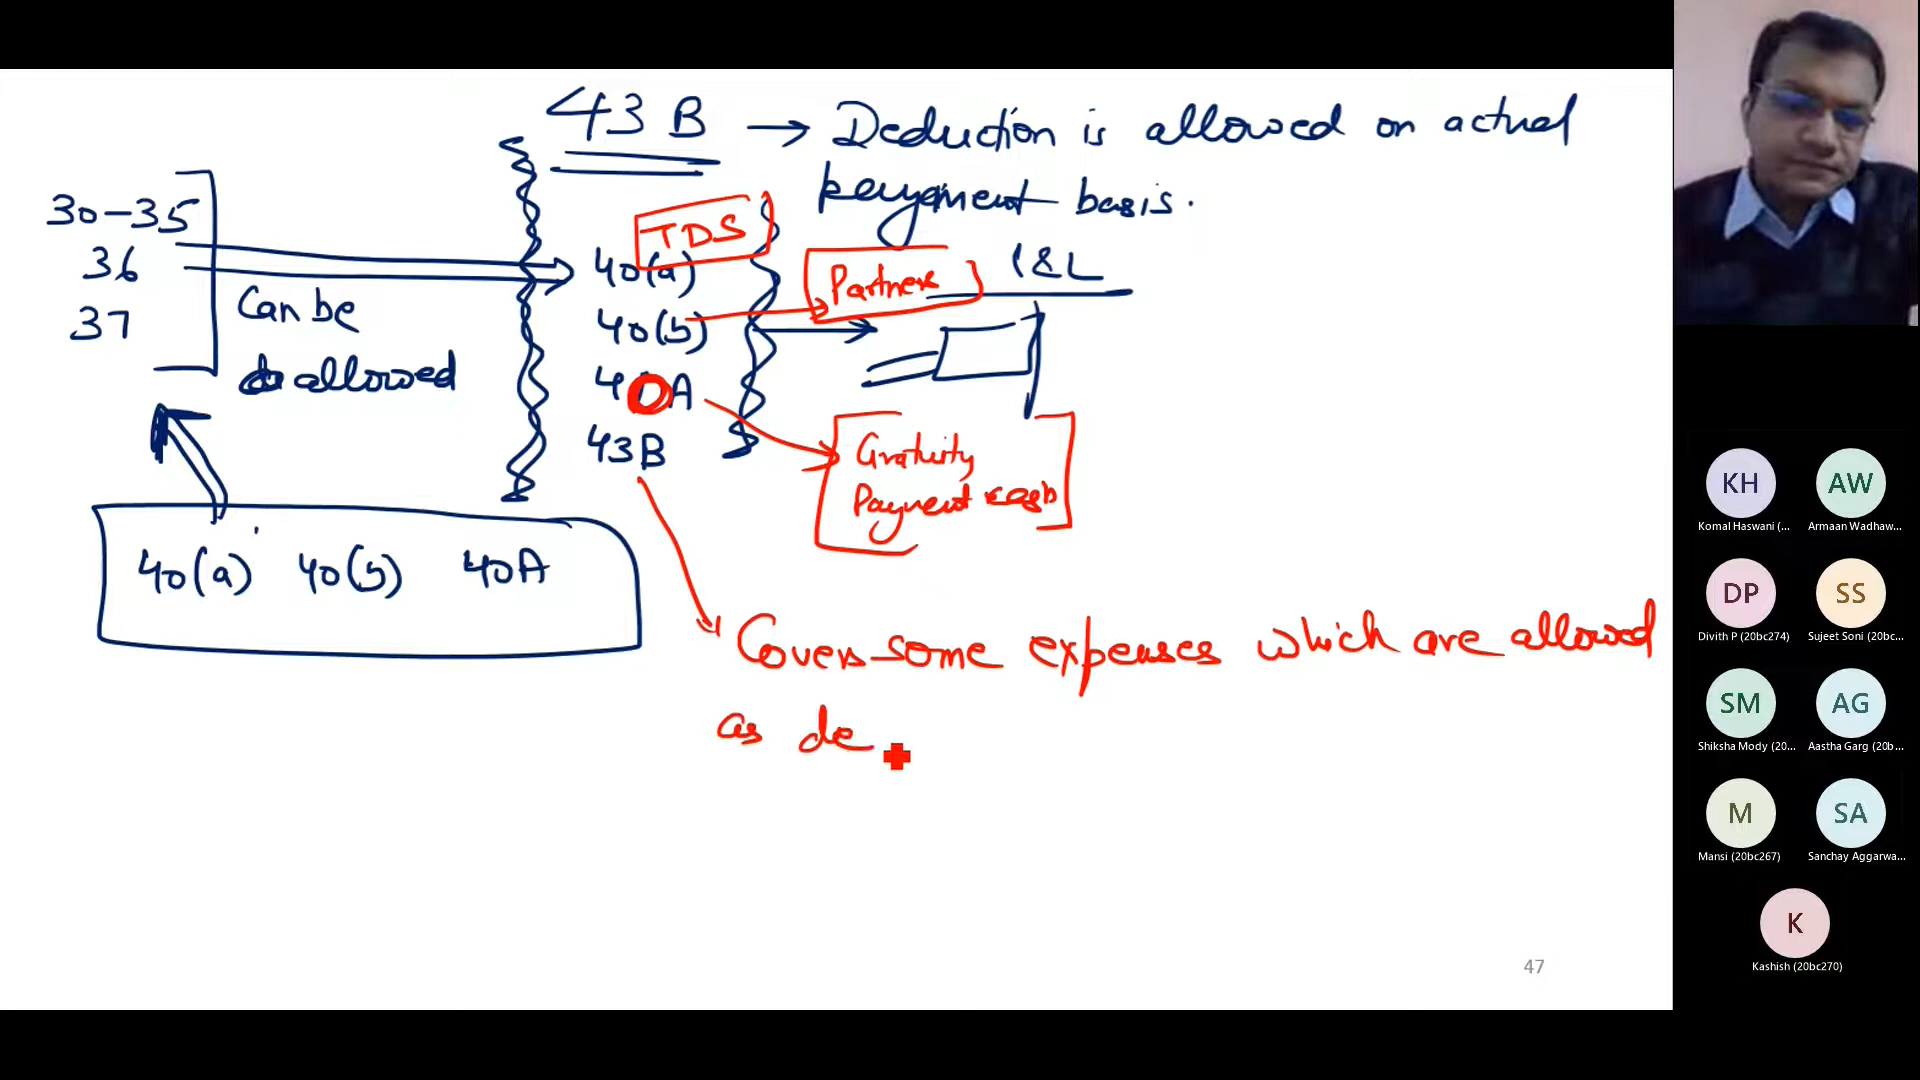 43 B → Deduction is allowed on actual
payment basis.
30-35
36
37
Can be
allowed
TDS
40(a)
40(b)
40A
43B
Partners
P&L
Gratuity
Payment cash
40(a) 40(b) 40A
Covers some expenses which are allowed
as de
47
KH
Komal Haswani (...
AW
Armaan Wadhaw...
DP
Divith P (20bc274)
SS
Sujeet Soni (20bc...
SM
Shiksha Mody (20...
AG
Aastha Garg (20b...
M
Mansi (20bc267)
SA
Sanchay Aggarwa...
K
Kashish (20bc270)